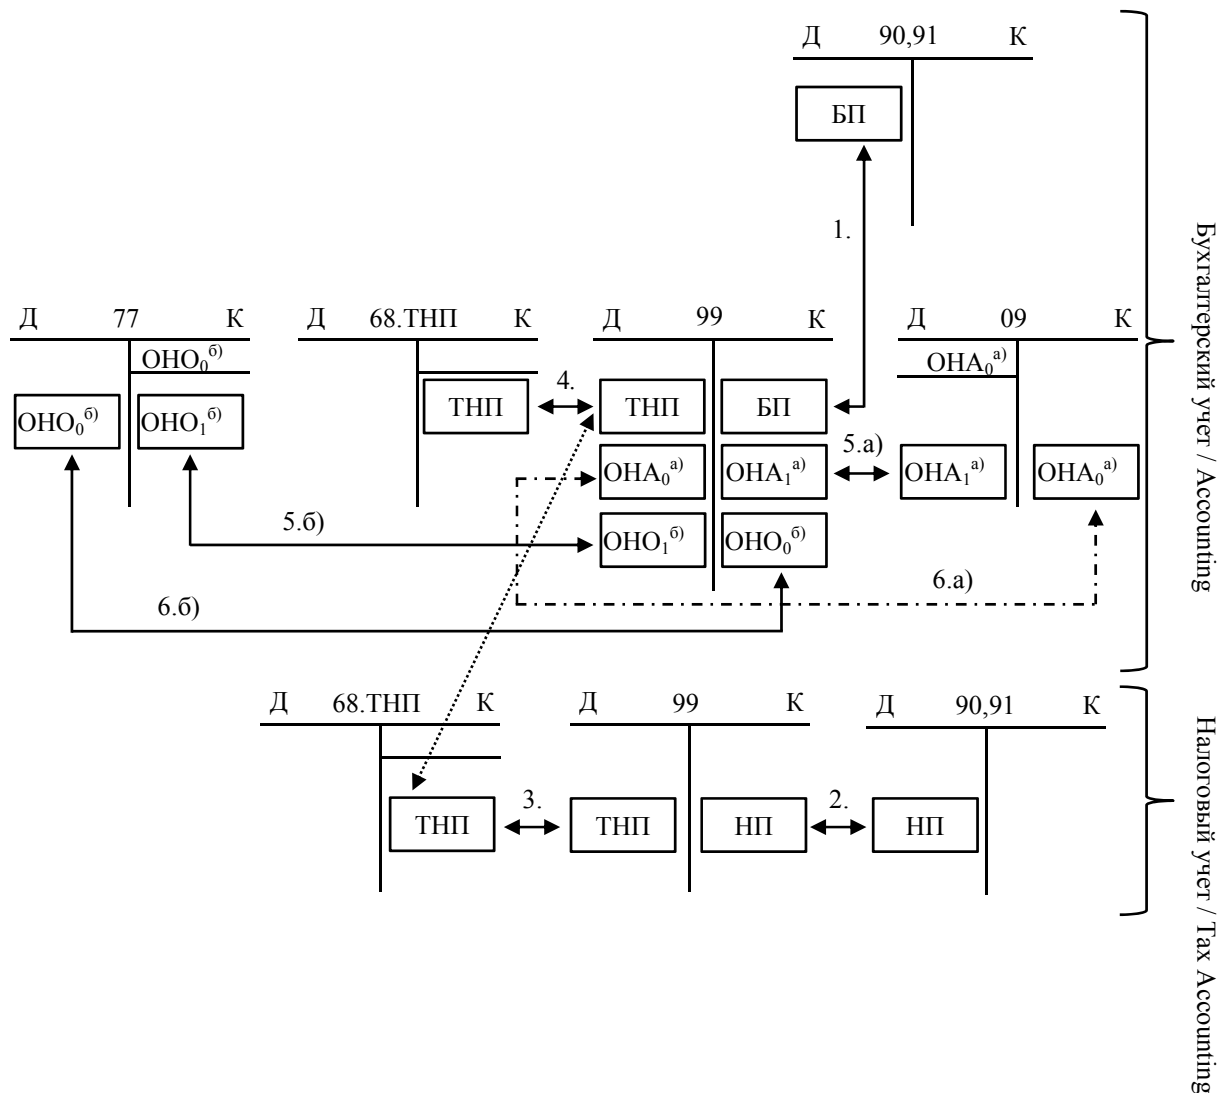 Д 90,91 К
БП
1.
Д 77 К
Д 68.ТНП К
Д 99 К
Д 09 К
ОНО₀ᵇ⁾
ОНА₀ᵃ⁾
ОНО₀б)
ОНО₁б)
ТНП
4.
ТНП
БП
5.а)
ОНА₀а)
ОНА₁а)
ОНА₁а)
ОНА₀а)
5.б)
ОНО₁б)
ОНО₀б)
6.б)
6.а)
Бухгалтерский учет / Accounting
Д 68.ТНП К
Д 99 К
Д 90,91 К
ТНП
3.
ТНП
НП
2.
НП
Налоговый учет / Tax Accounting